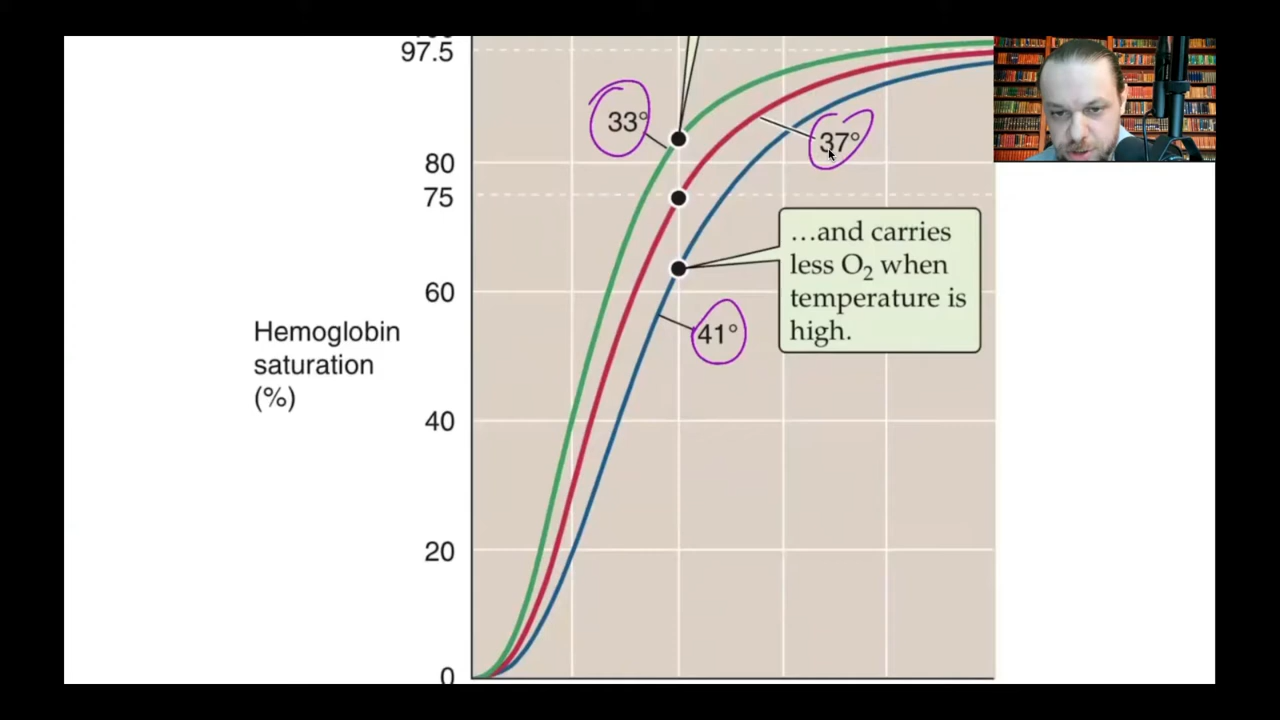 97.5
33°
37°
80
75
…and carries
less O₂ when
temperature is
high.
60
Hemoglobin
saturation
(%)
41°
40
20
0